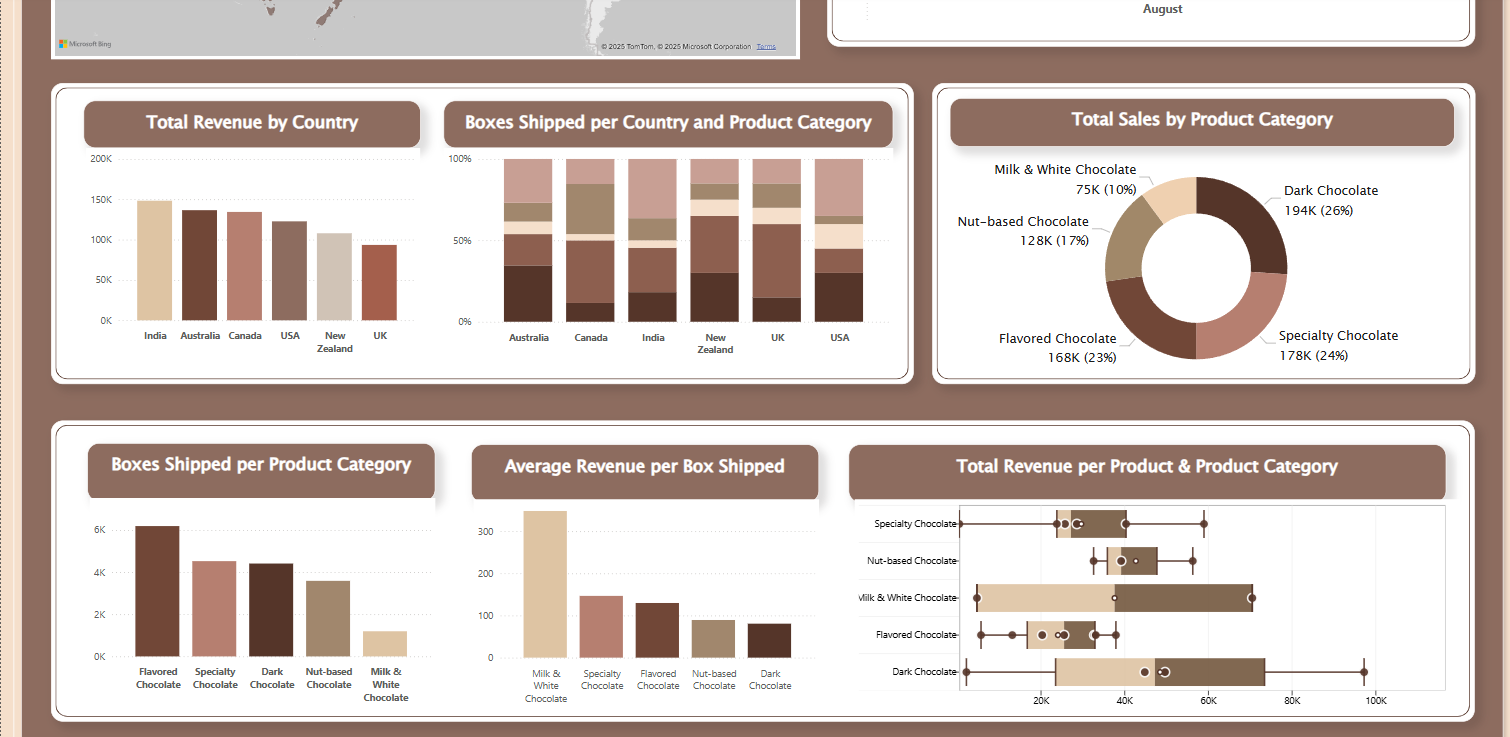 August
Microsoft Bing
© 2025 TomTom, © 2025 Microsoft Corporation Terms
Total Revenue by Country
200K
150K
100K
50K
0K
India
Australia
Canada
USA
New
Zealand
UK
Boxes Shipped per Country and Product Category
100%
50%
0%
Australia
Canada
India
New
Zealand
UK
USA
Total Sales by Product Category
Milk & White Chocolate
75K (10%)
Dark Chocolate
194K (26%)
Nut-based Chocolate
128K (17%)
Flavored Chocolate
168K (23%)
Specialty Chocolate
178K (24%)
Boxes Shipped per Product Category
6K
4K
2K
0K
Flavored
Chocolate
Specialty
Chocolate
Dark
Chocolate
Nut-based
Chocolate
Milk &
White
Chocolate
Average Revenue per Box Shipped
300
200
100
0
Milk &
White
Chocolate
Specialty
Chocolate
Flavored
Chocolate
Nut-based
Chocolate
Dark
Chocolate
Total Revenue per Product & Product Category
Specialty Chocolate
Nut-based Chocolate
Milk & White Chocolate
Flavored Chocolate
Dark Chocolate
20K
40K
60K
80K
100K